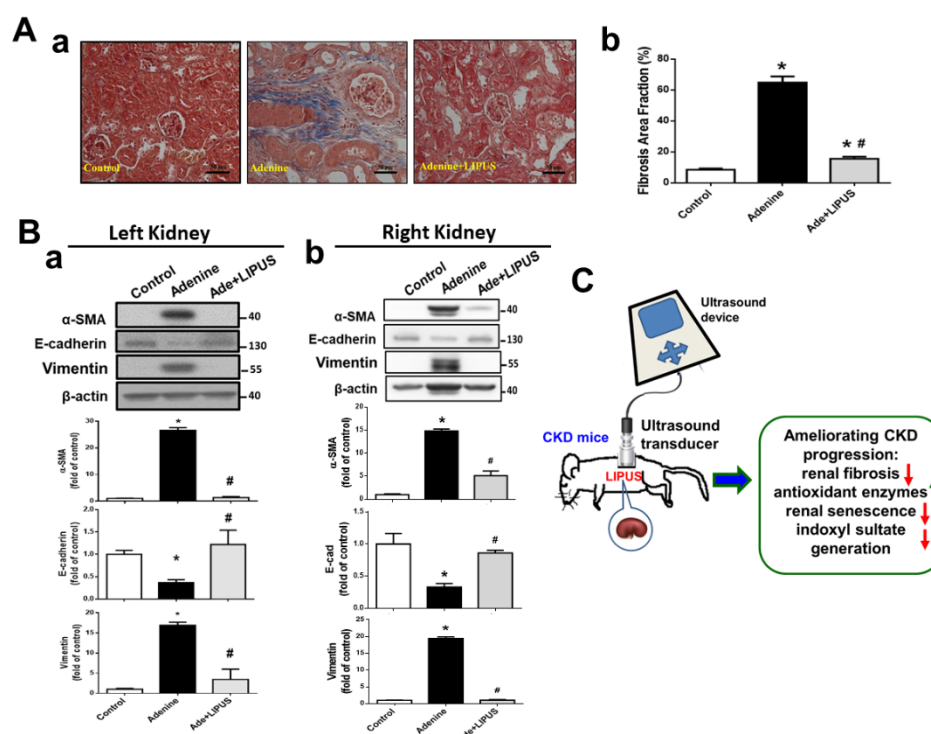 A
a
Control
Adenine
Adenine+LIPUS
b
Fibrosis Area Fraction (%)
80
60
40
20
0
*
* #
Control
Adenine
Ade+LIPUS
B
Left Kidney
a
Control
Adenine
Ade+LIPUS
α-SMA
40
E-cadherin
130
Vimentin
55
β-actin
40
α-SMA
(fold of control)
30
20
10
0
*
#
E-cadherin
(fold of control)
2.0
1.5
1.0
0.5
0.0
*
#
Vimentin
(fold of control)
20
15
10
5
0
*
#
Control
Adenine
Ade+LIPUS
Right Kidney
b
Control
Adenine
Ade+LIPUS
α-SMA
40
E-cadherin
130
Vimentin
55
β-actin
40
α-SMA
(fold of control)
20
15
10
5
0
*
#
E-cad
(fold of control)
1.5
1.0
0.5
0.0
*
#
Vimentin
(fold of control)
25
20
15
10
5
0
*
#
Control
Adenine
Ade+LIPUS
C
Ultrasound
device
Ultrasound
transducer
CKD mice
LIPUS
Ameliorating CKD
progression:
renal fibrosis
antioxidant enzymes
renal senescence
indoxyl sultate
generation